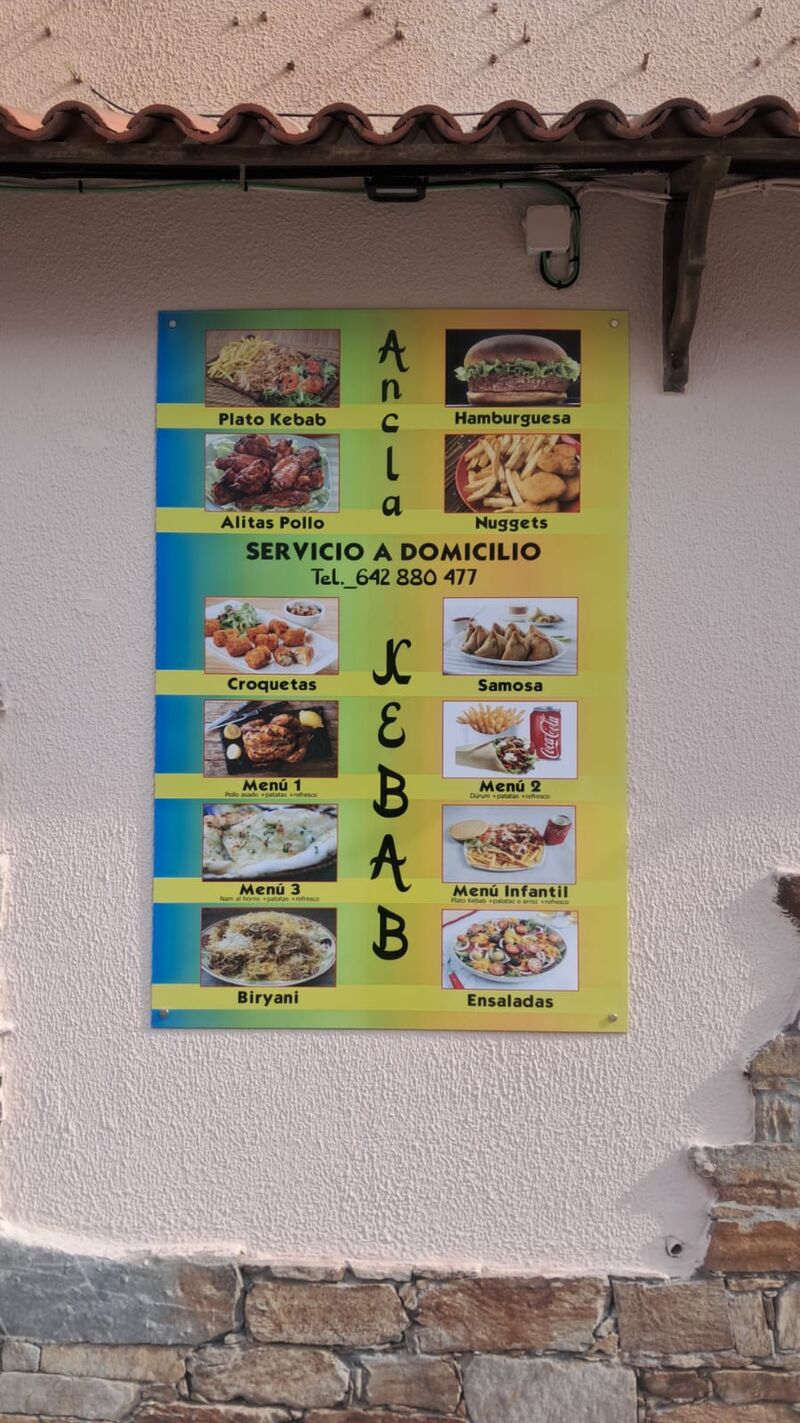 Ancla
Plato Kebab
Hamburguesa
Alitas Pollo
Nuggets
SERVICIO A DOMICILIO
Tel._642 880 477
KEBAB
Croquetas
Samosa
Menú 1
Pollo asado +patatas +refresco
Menú 2
Dürum +patatas +refresco
Coca-Cola
Menú 3
Nam al horno +patatas +refresco
Menú Infantil
Plato Kebab +patatas o arroz +refresco
Biryani
Ensaladas